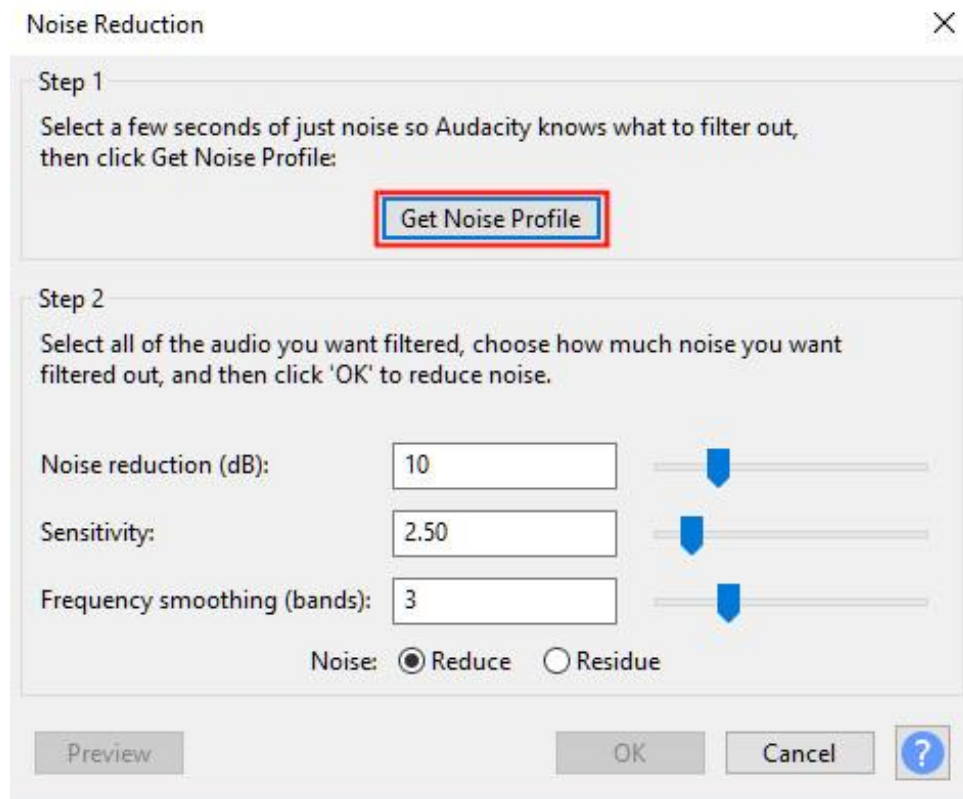 Noise Reduction
Step 1
Select a few seconds of just noise so Audacity knows what to filter out,
then click Get Noise Profile:
Get Noise Profile
Step 2
Select all of the audio you want filtered, choose how much noise you want
filtered out, and then click 'OK' to reduce noise.
Noise reduction (dB): 10
Sensitivity: 2.50
Frequency smoothing (bands): 3
Noise: Reduce Residue
Preview OK Cancel ?